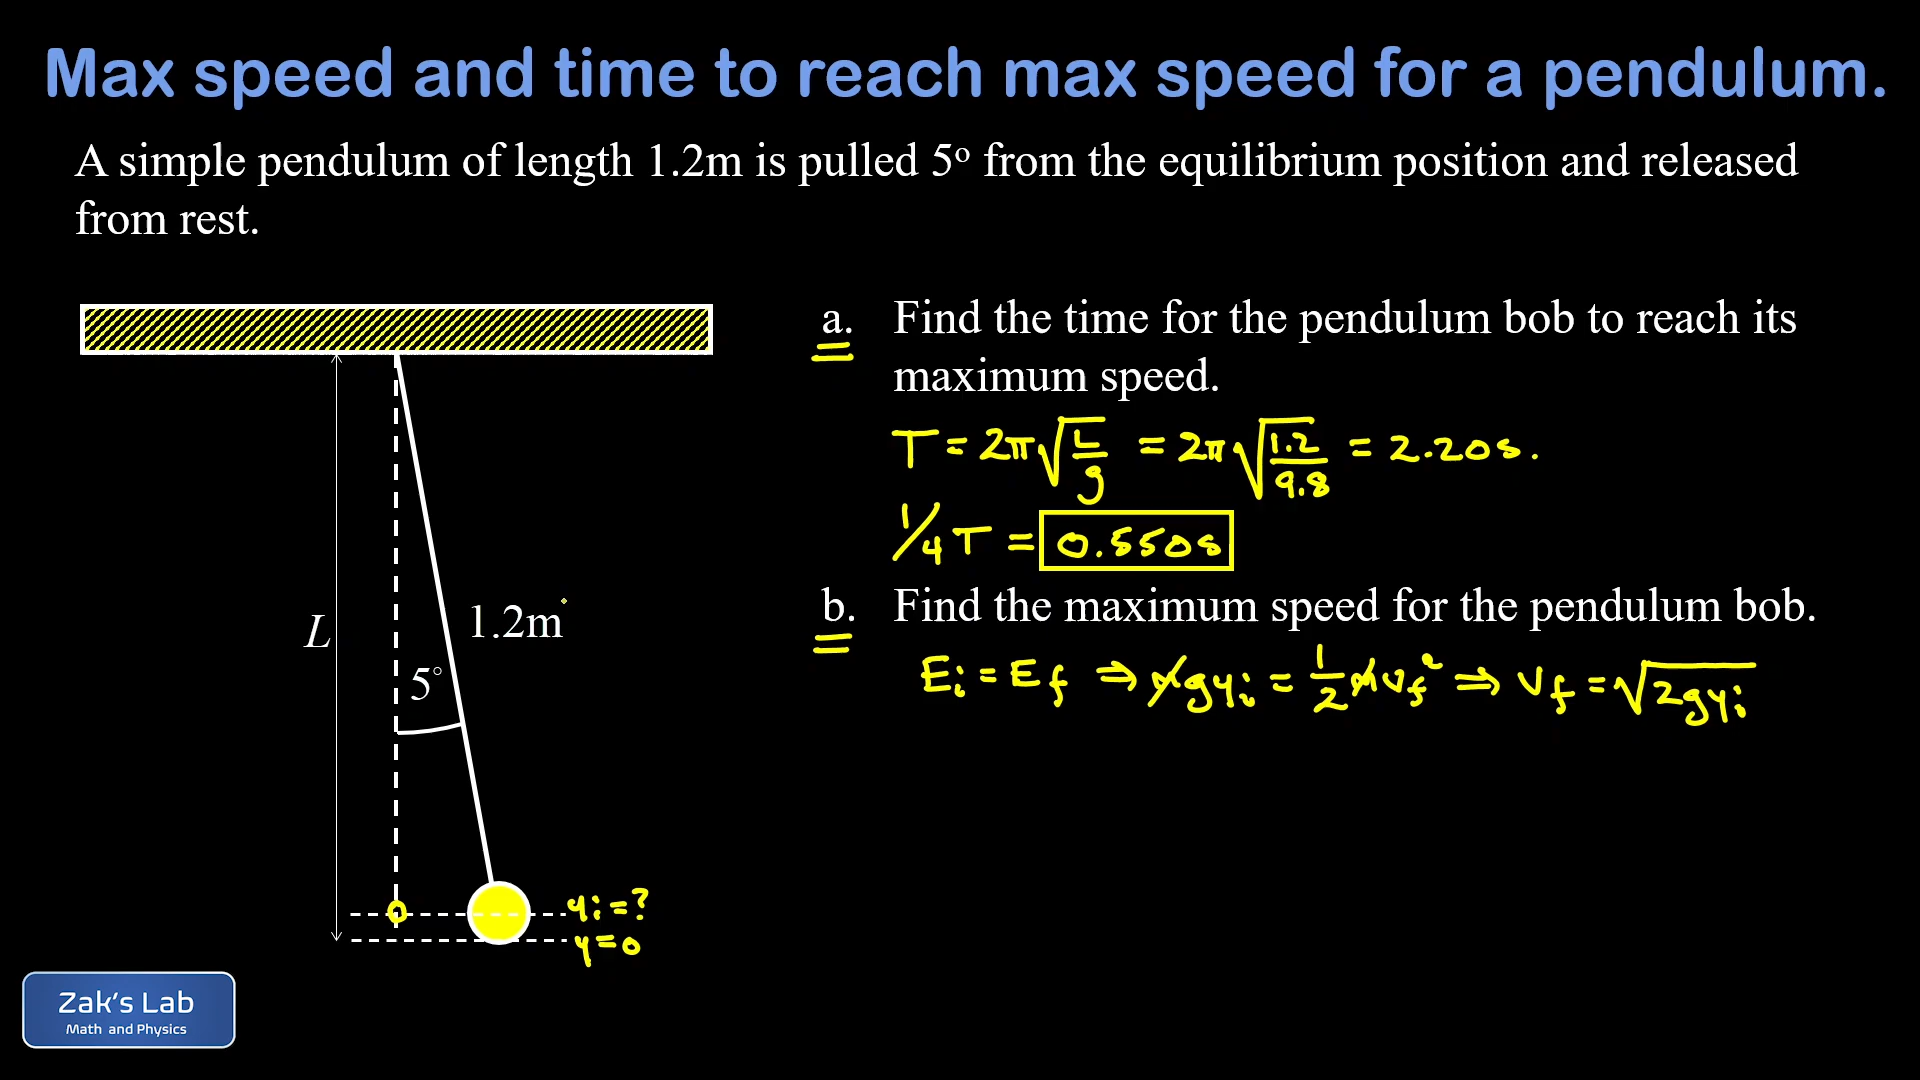 Max speed and time to reach max speed for a pendulum.
A simple pendulum of length 1.2m is pulled 5° from the equilibrium position and released
from rest.
a. Find the time for the pendulum bob to reach its
maximum speed.
T = 2π√(L/g) = 2π√(1.2/9.8) = 2.20s.
1/4 T = 0.550s
b. Find the maximum speed for the pendulum bob.
Ei = Ef ⇒ mgyi = 1/2 mvf² ⇒ vf = √(2gyi)
L
1.2m
5°
yi = ?
y = 0
Zak's Lab
Math and Physics